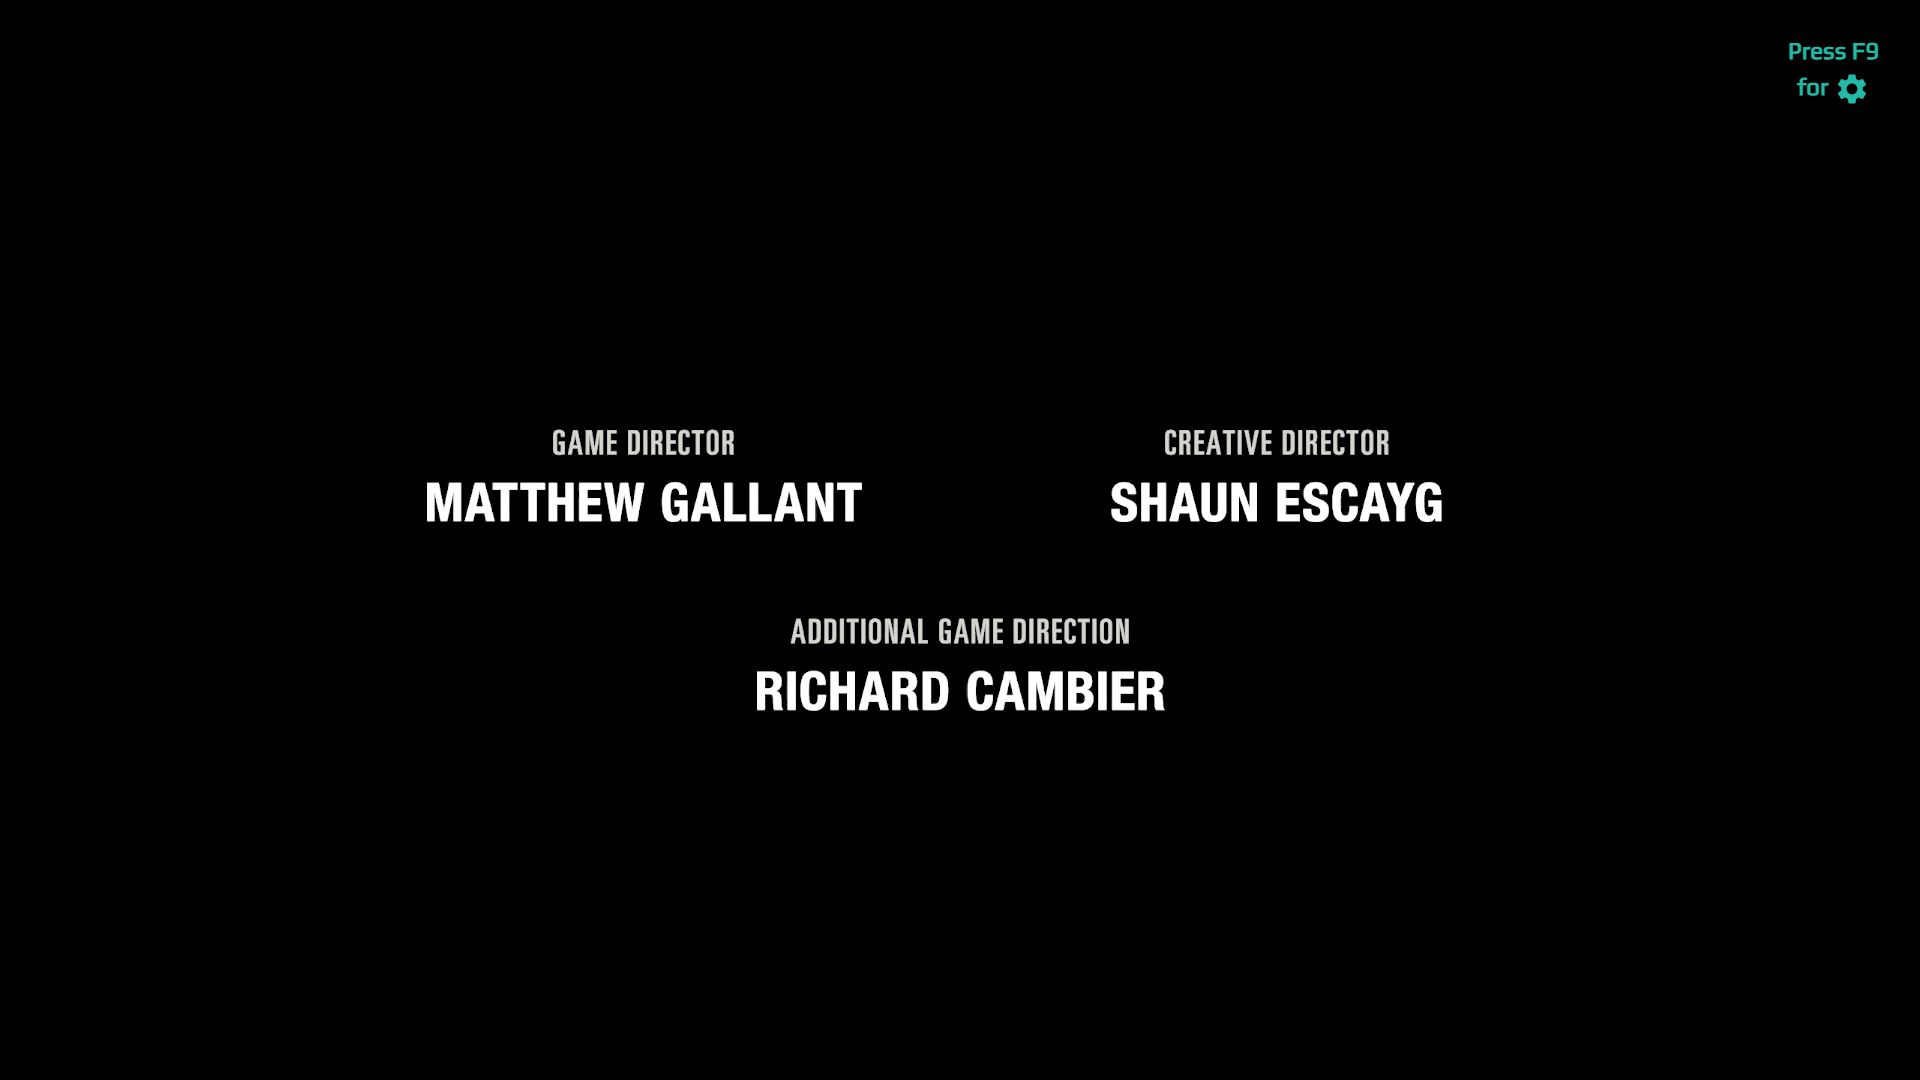 Press F9
for
GAME DIRECTOR
MATTHEW GALLANT
CREATIVE DIRECTOR
SHAUN ESCAYG
ADDITIONAL GAME DIRECTION
RICHARD CAMBIER